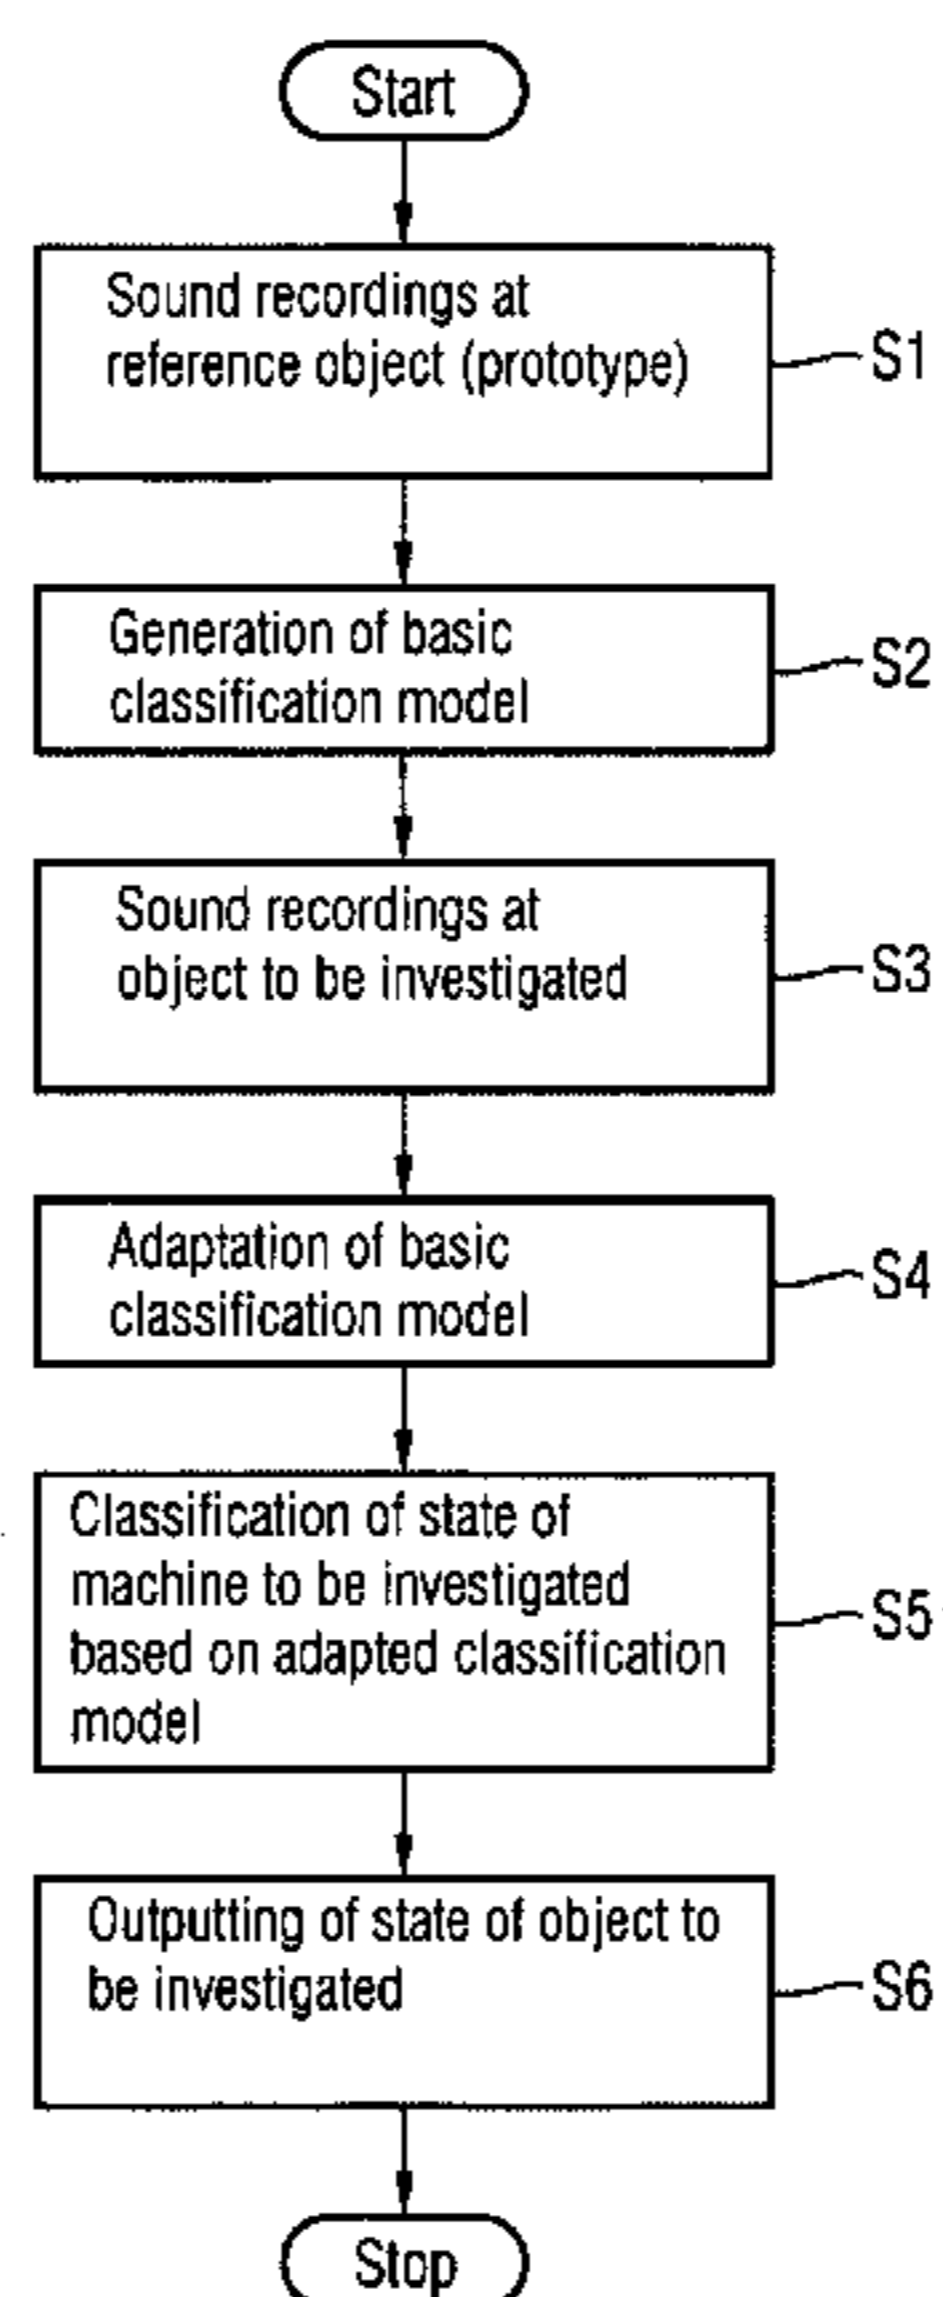 Start
Sound recordings at
reference object (prototype)
S1
Generation of basic
classification model
S2
Sound recordings at
object to be investigated
S3
Adaptation of basic
classification model
S4
Classification of state of
machine to be investigated
based on adapted classification
model
S5
Outputting of state of object to
be investigated
S6
Stop